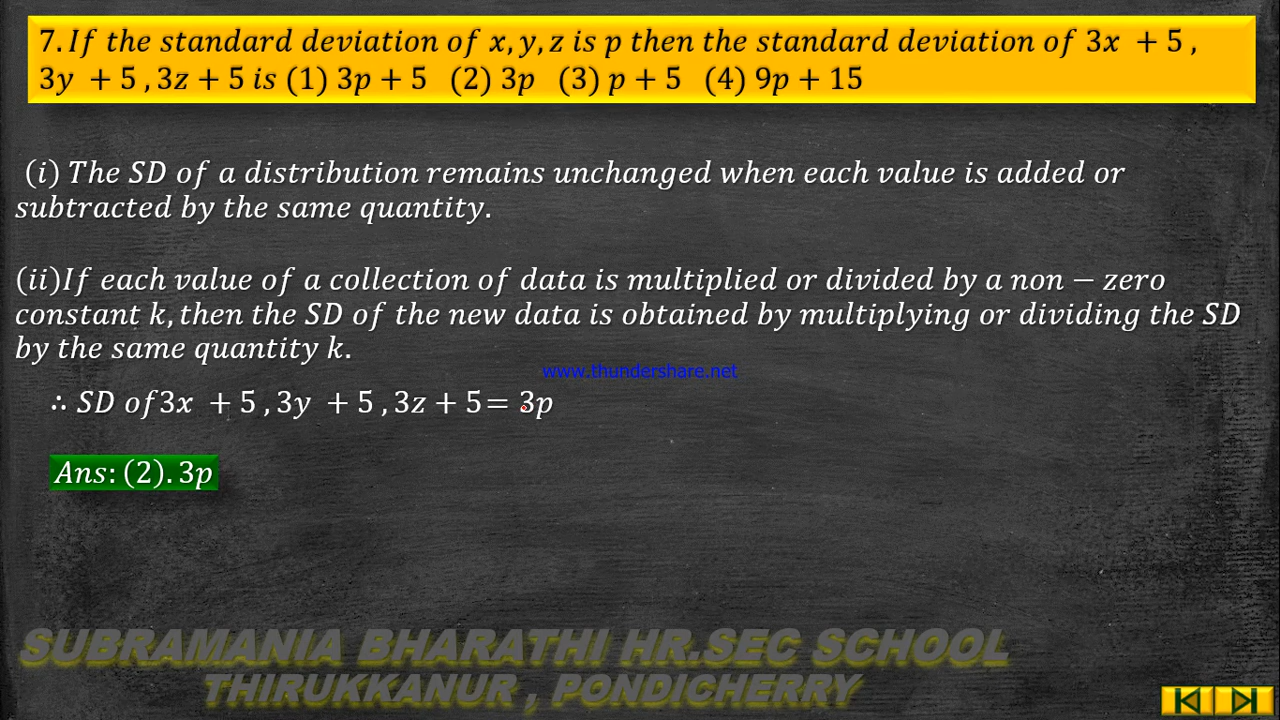 7. If the standard deviation of x, y, z is p then the standard deviation of 3x + 5 ,
3y + 5 , 3z + 5 is (1) 3p + 5 (2) 3p (3) p + 5 (4) 9p + 15
(i) The SD of a distribution remains unchanged when each value is added or
subtracted by the same quantity.
(ii)If each value of a collection of data is multiplied or divided by a non − zero
constant k, then the SD of the new data is obtained by multiplying or dividing the SD
by the same quantity k.
www.thundershare.net
∴ SD of3x + 5 , 3y + 5 , 3z + 5= 3p
Ans: (2). 3p
SUBRAMANIA BHARATHI HR.SEC SCHOOL
THIRUKKANUR , PONDICHERRY